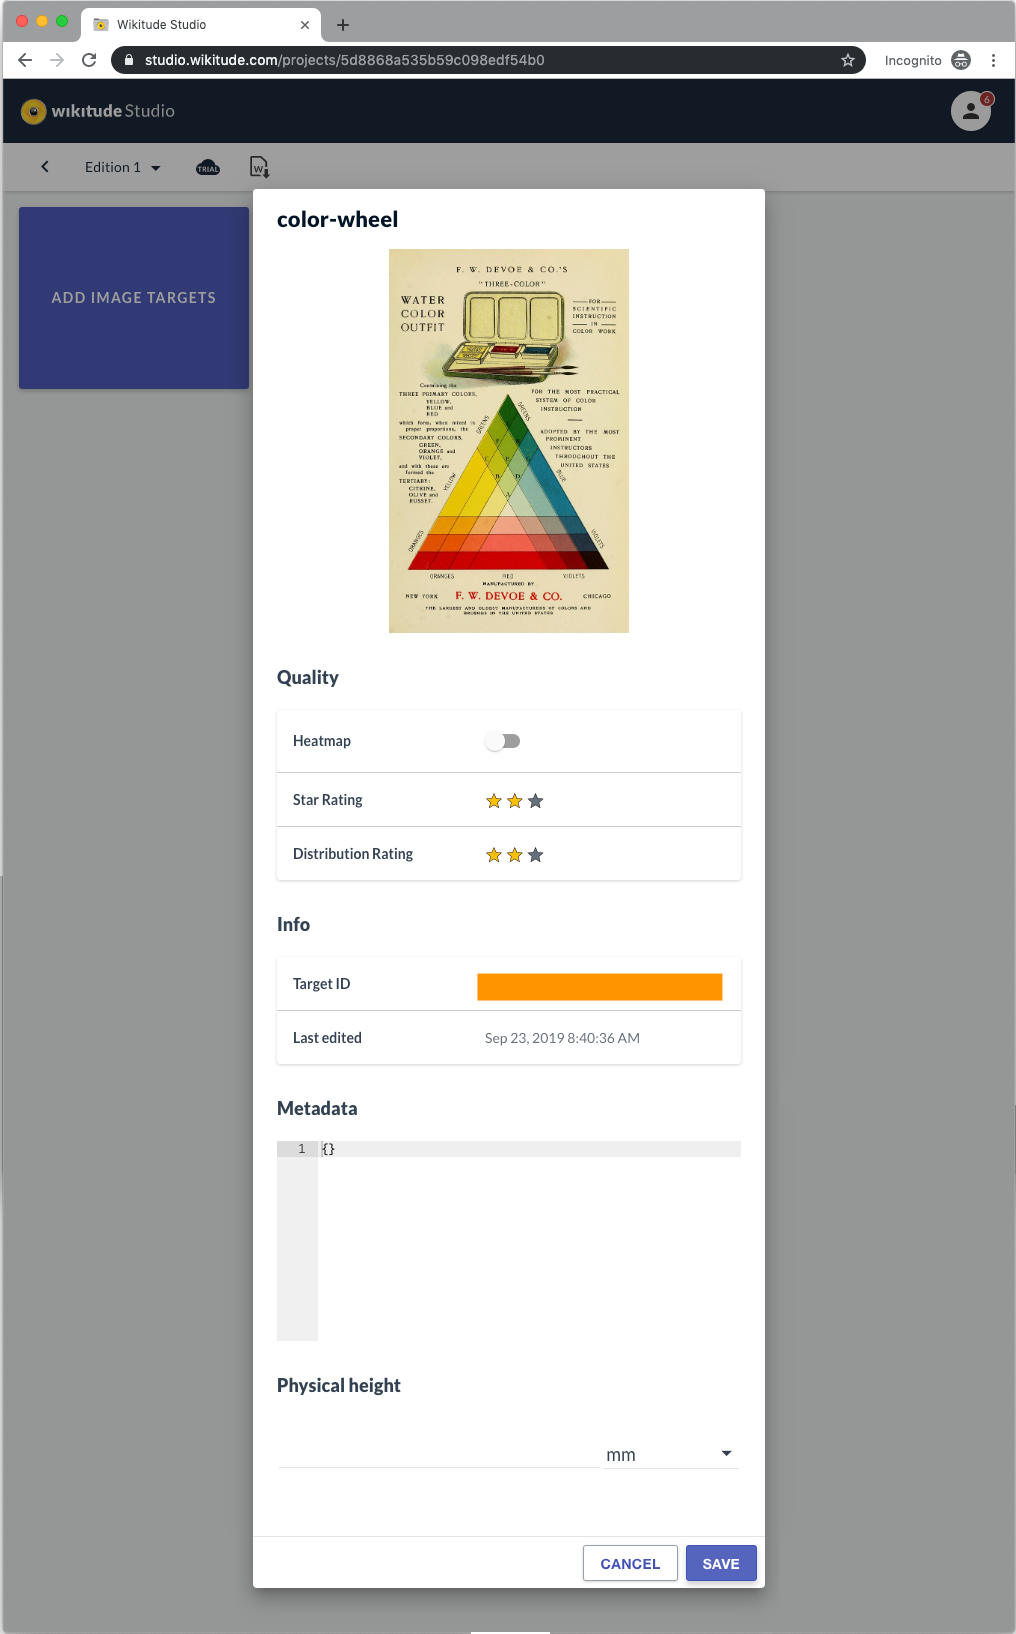 Wikitude Studio
studio.wikitude.com/projects/5d8868a535b59c098edf54b0
Incognito
wikitude Studio
6
Edition 1
TRIAL
W
ADD IMAGE TARGETS
color-wheel
F. W. DEVOE & CO.'S
"THREE-COLOR"
WATER
COLOR
OUTFIT
FOR
SCIENTIFIC
INSTRUCTION
IN
COLOR WORK
Containing the
THREE PRIMARY COLORS,
YELLOW,
BLUE and
RED
which form, when mixed in
proper proportions, the
SECONDARY COLORS,
GREEN,
ORANGE and
VIOLET,
and with these are
formed the
TERTIARY:
CITRINE,
OLIVE and
RUSSET.
FOR THE MOST PRACTICAL
SYSTEM OF COLOR
INSTRUCTION
ADOPTED BY THE MOST
PROMINENT
INSTRUCTORS
THROUGHOUT THE
UNITED STATES
GREENS
GREENS
YELLOW
BLUE
ORANGES
VIOLETS
ORANGES
RED
VIOLETS
MANUFACTURED BY
NEW YORK
F. W. DEVOE & CO.
CHICAGO
THE LARGEST AND OLDEST MANUFACTURERS OF COLORS AND
BRUSHES IN THE UNITED STATES
Quality
Heatmap
Star Rating
Distribution Rating
Info
Target ID
Last edited
Sep 23, 2019 8:40:36 AM
Metadata
1
{}
Physical height
mm
CANCEL
SAVE